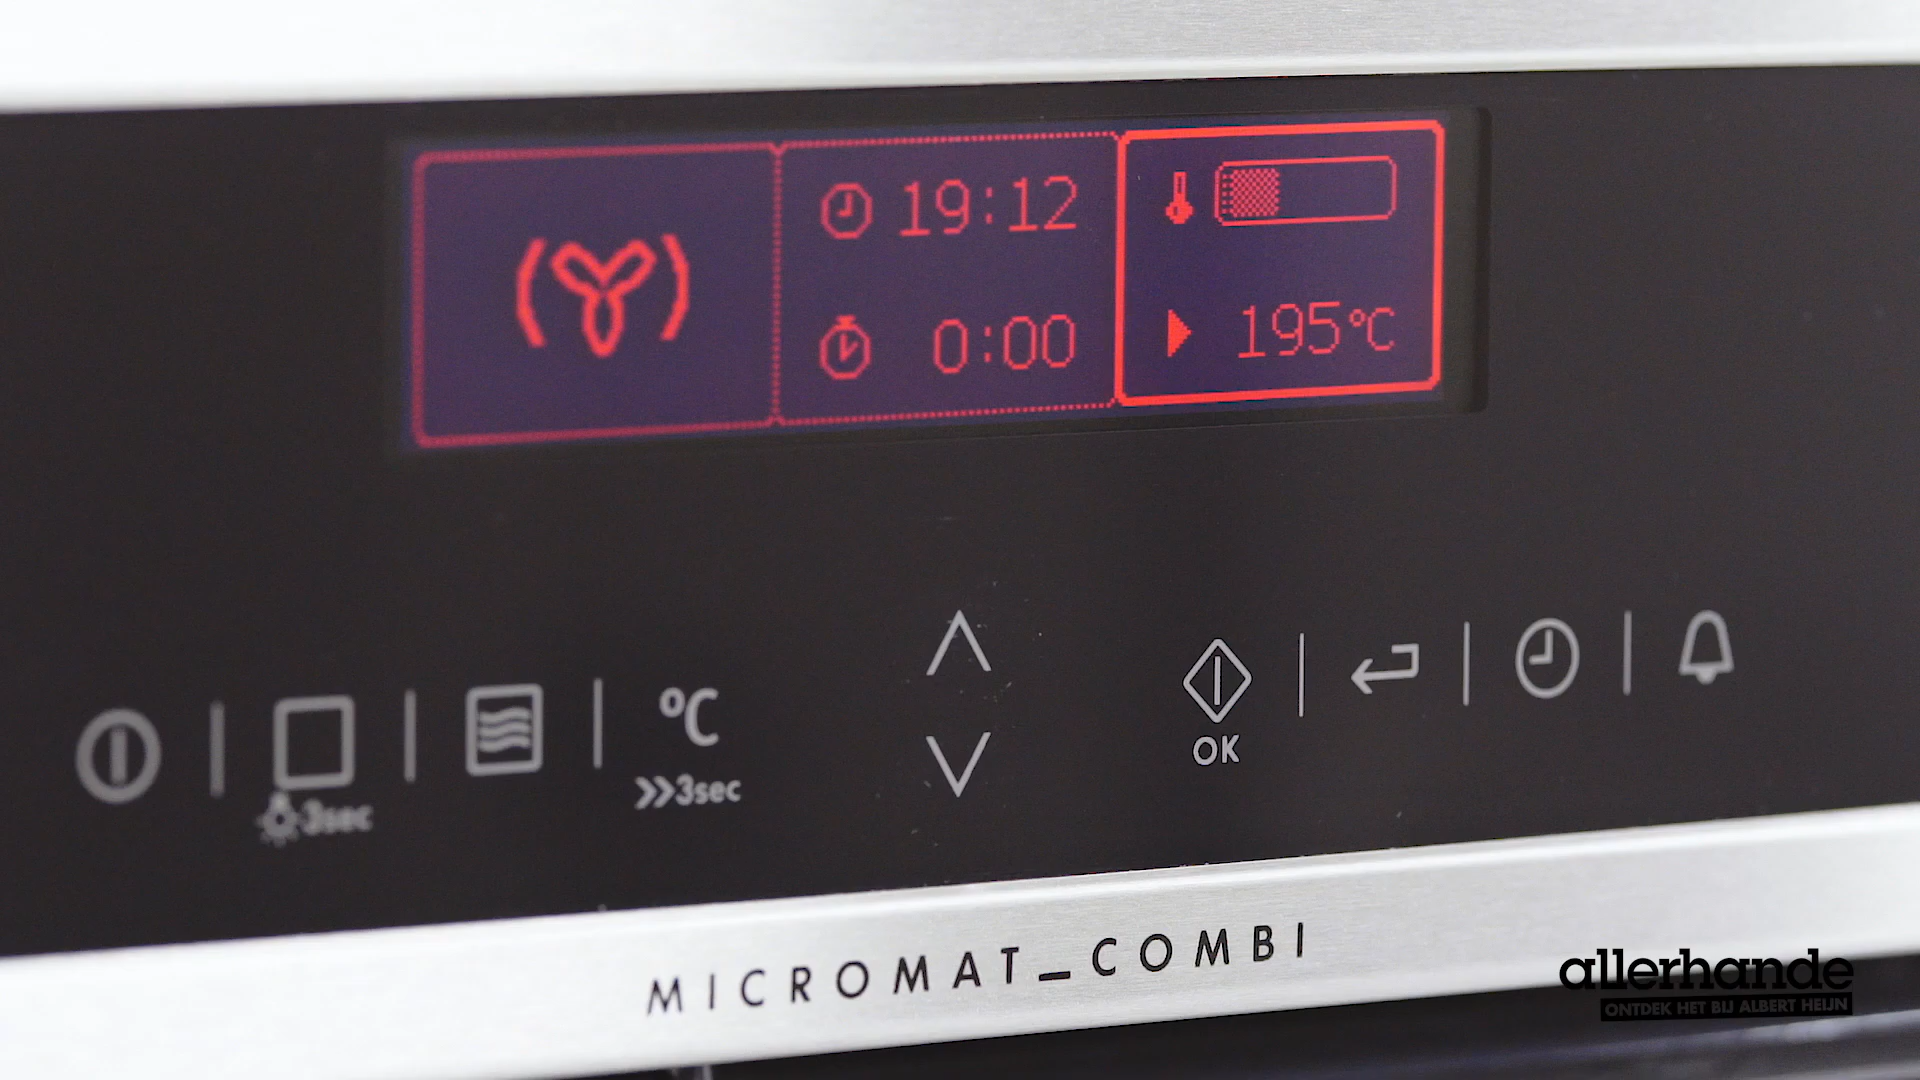 19:12
0:00
195°C
°C
3sec
»3sec
OK
MICROMAT_COMBI
allerhande
ONTDEK HET BIJ ALBERT HEIJN